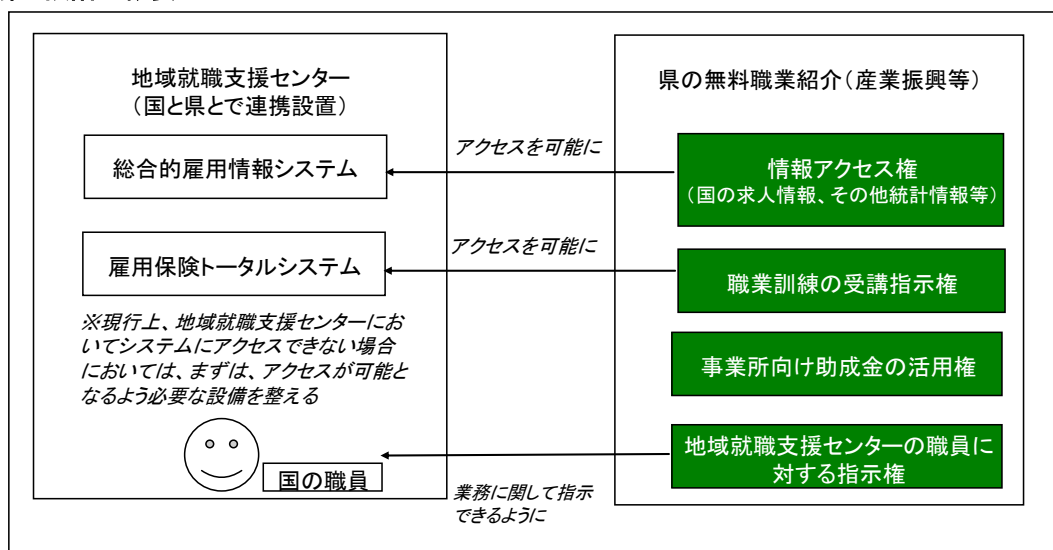 地域就職支援センター
（国と県とで連携設置）
総合的雇用情報システム
雇用保険トータルシステム
※現行上、地域就職支援センターにお
いてシステムにアクセスできない場合
においては、まずは、アクセスが可能と
なるよう必要な設備を整える
国の職員
アクセスを可能に
アクセスを可能に
業務に関して指示
できるように
県の無料職業紹介（産業振興等）
情報アクセス権
（国の求人情報、その他統計情報等）
職業訓練の受講指示権
事業所向け助成金の活用権
地域就職支援センターの職員に
対する指示権